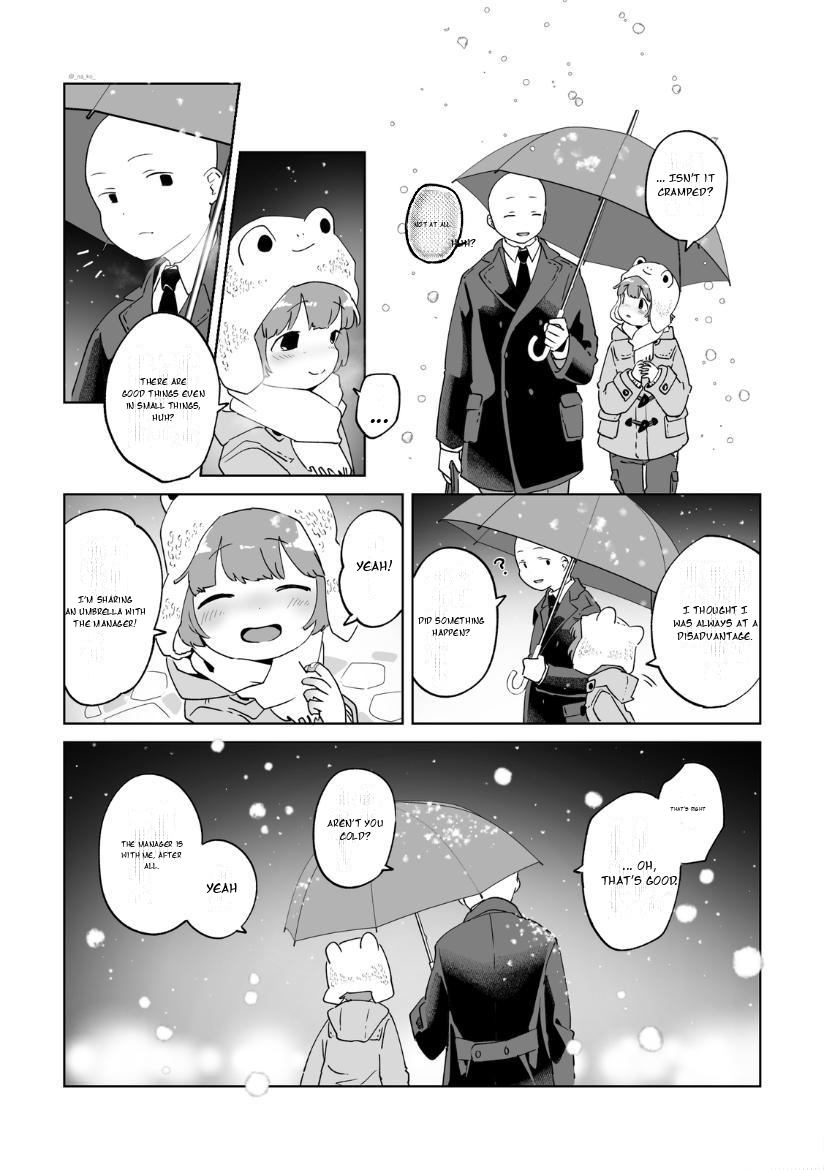 @_na_ko_
... ISN'T IT
CRAMPED?
NOT AT ALL
HUH?
...
THERE ARE
GOOD THINGS EVEN
IN SMALL THINGS,
HUH?
I THOUGHT I
WAS ALWAYS AT A
DISADVANTAGE.
?
DID SOMETHING
HAPPEN?
YEAH!
I'M SHARING
AN UMBRELLA WITH
THE MANAGER!
THAT'S RIGHT
... OH,
THAT'S GOOD.
AREN'T YOU
COLD?
YEAH
THE MANAGER IS
WITH ME, AFTER
ALL.